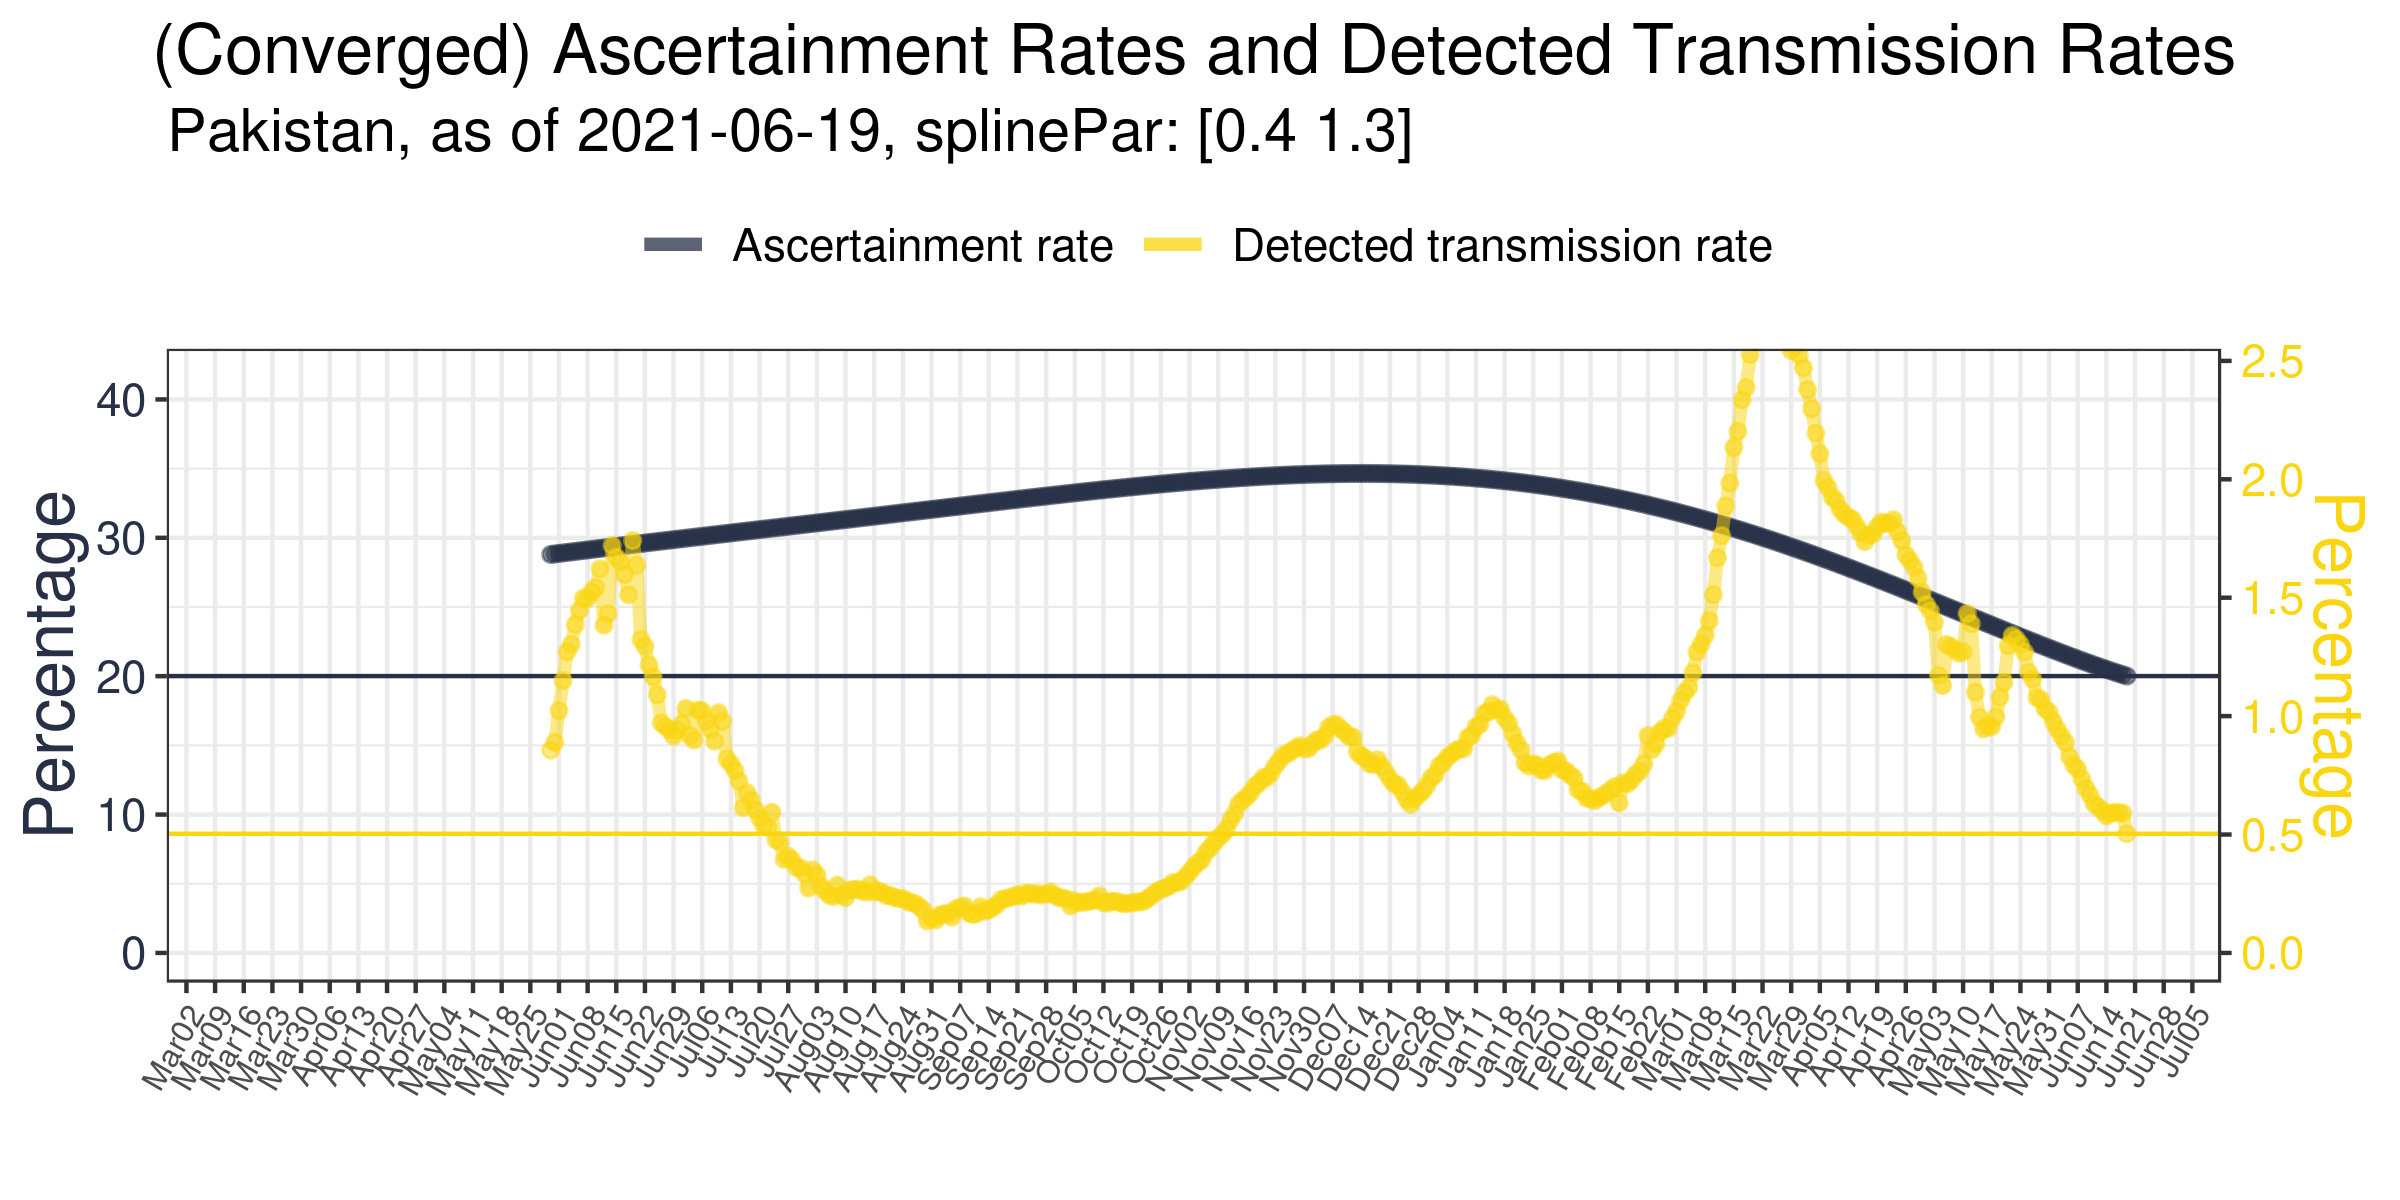 (Converged) Ascertainment Rates and Detected Transmission Rates
Pakistan, as of 2021-06-19, splinePar: [0.4 1.3]
Ascertainment rate
Detected transmission rate
Percentage
40
30
20
10
0
2.5
2.0
1.5
1.0
0.5
0.0
Percentage
Mar02
Mar09
Mar16
Mar23
Mar30
Apr06
Apr13
Apr20
Apr27
May04
May11
May18
May25
Jun01
Jun08
Jun15
Jun22
Jun29
Jul06
Jul13
Jul20
Jul27
Aug03
Aug10
Aug17
Aug24
Aug31
Sep07
Sep14
Sep21
Sep28
Oct05
Oct12
Oct19
Oct26
Nov02
Nov09
Nov16
Nov23
Nov30
Dec07
Dec14
Dec21
Dec28
Jan04
Jan11
Jan18
Jan25
Feb01
Feb08
Feb15
Feb22
Mar01
Mar08
Mar15
Mar22
Mar29
Apr05
Apr12
Apr19
Apr26
May03
May10
May17
May24
May31
Jun07
Jun14
Jun21
Jun28
Jul05